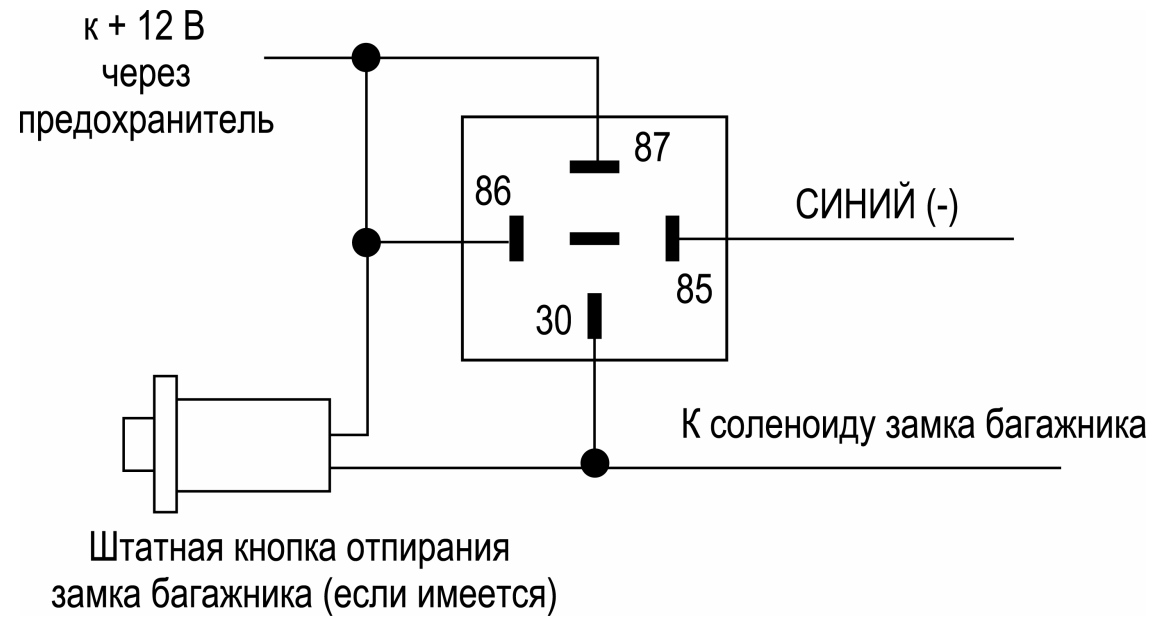 к + 12 В
через
предохранитель
87
86
СИНИЙ (-)
85
30
К соленоиду замка багажника
Штатная кнопка отпирания
замка багажника (если имеется)